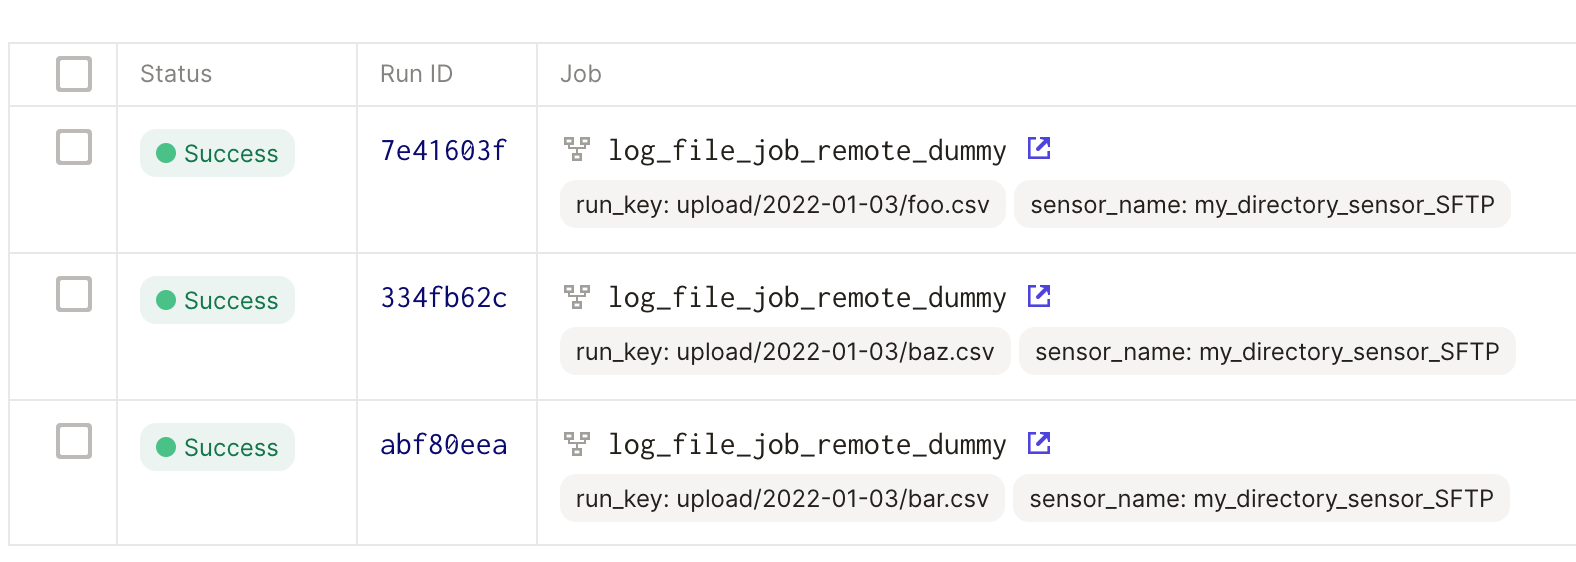 Status Run ID Job
Success 7e41603f log_file_job_remote_dummy
run_key: upload/2022-01-03/foo.csv sensor_name: my_directory_sensor_SFTP
Success 334fb62c log_file_job_remote_dummy
run_key: upload/2022-01-03/baz.csv sensor_name: my_directory_sensor_SFTP
Success abf80eea log_file_job_remote_dummy
run_key: upload/2022-01-03/bar.csv sensor_name: my_directory_sensor_SFTP